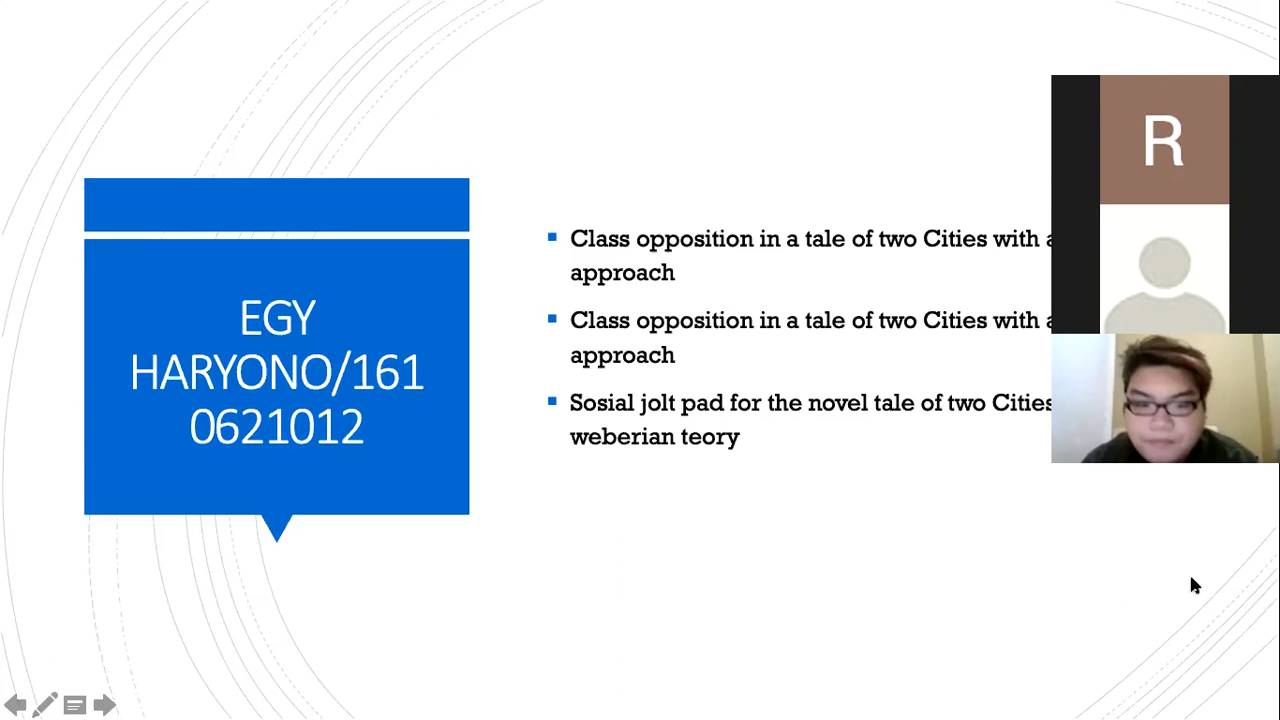 EGY
HARYONO/161
0621012
Class opposition in a tale of two Cities with
approach
Class opposition in a tale of two Cities with
approach
Sosial jolt pad for the novel tale of two Cities
weberian teory
R